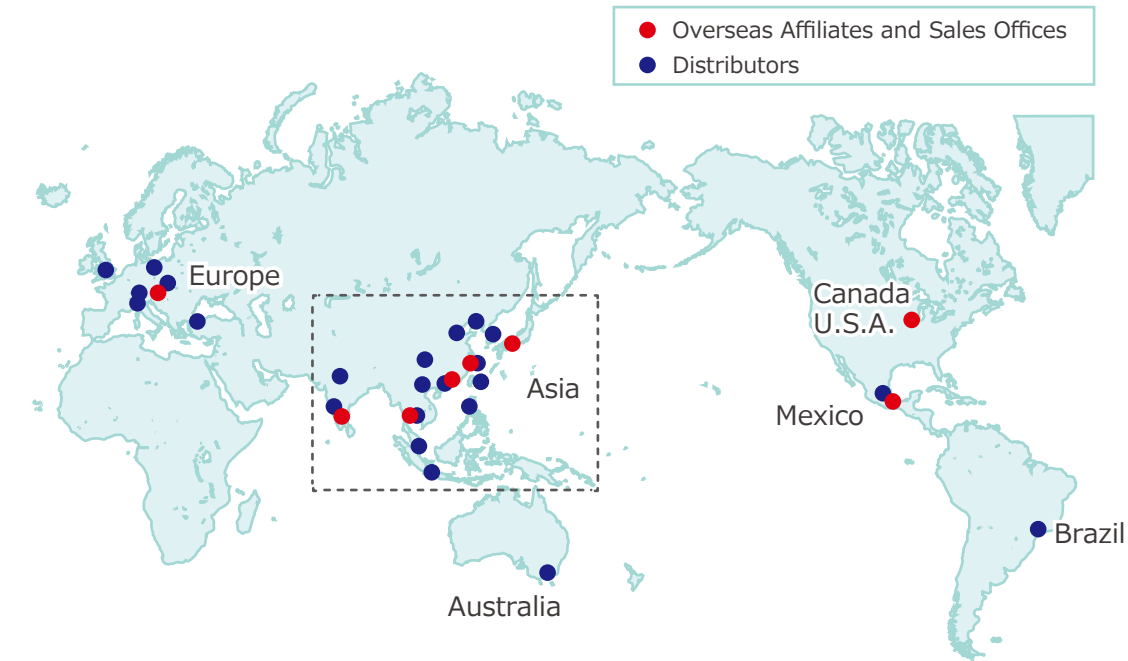 Overseas Affiliates and Sales Offices
Distributors
Europe
Canada
U.S.A.
Asia
Mexico
Brazil
Australia